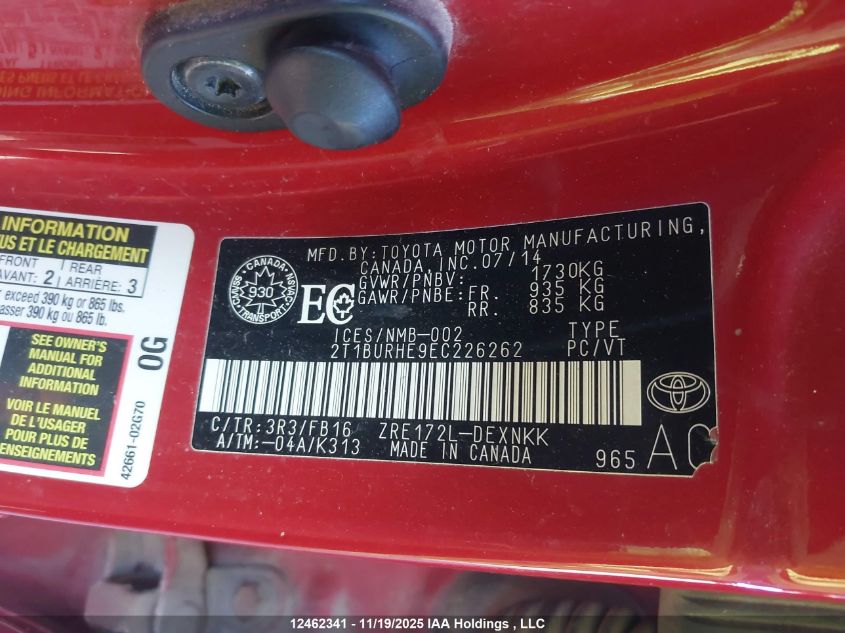 INFORMATION
US ET LE CHARGEMENT
FRONT
AVANT: 2
REAR
ARRIÈRE: 3
exceed 390 kg or 865 lbs.
asser 390 kg ou 865 lb.
SEE OWNER'S
MANUAL FOR
ADDITIONAL
INFORMATION
VOIR LE MANUEL
DE L'USAGER
POUR PLUS DE
ENSEIGNEMENTS
0G
42661-02G70
MFD.BY: TOYOTA MOTOR MANUFACTURING,
CANADA, INC. 07/14
GVWR/PNBV: 1730KG
GAWR/PNBE: FR. 935 KG
RR. 835 KG
CANADA
930
TRANSPORT
EC
ICES/NMB-002 TYPE
2T1BURHE9EC226262 PC/VT
C/TR: 3R3/FB16 ZRE172L-DEXNKK
A/TM:-04A/K313 MADE IN CANADA
965 AC
12462341 - 11/19/2025 IAA Holdings , LLC